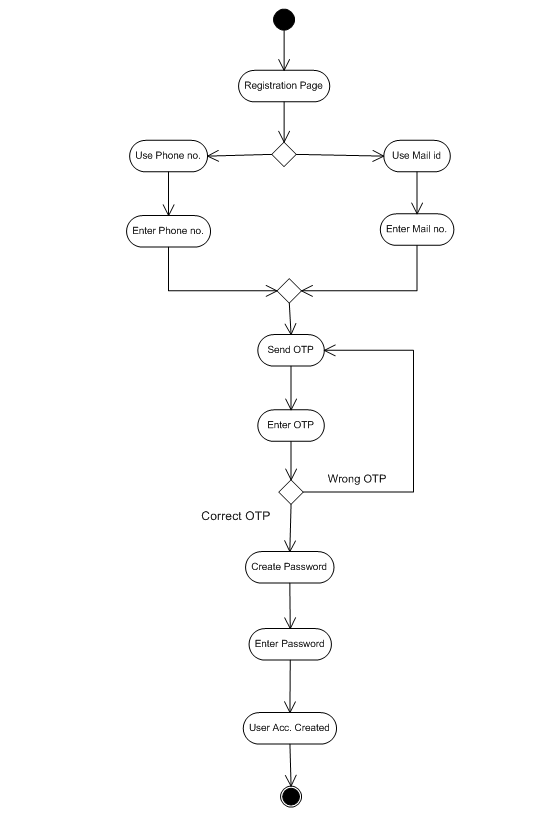 Registration Page
Use Phone no.
Use Mail id
Enter Phone no.
Enter Mail no.
Send OTP
Enter OTP
Wrong OTP
Correct OTP
Create Password
Enter Password
User Acc. Created